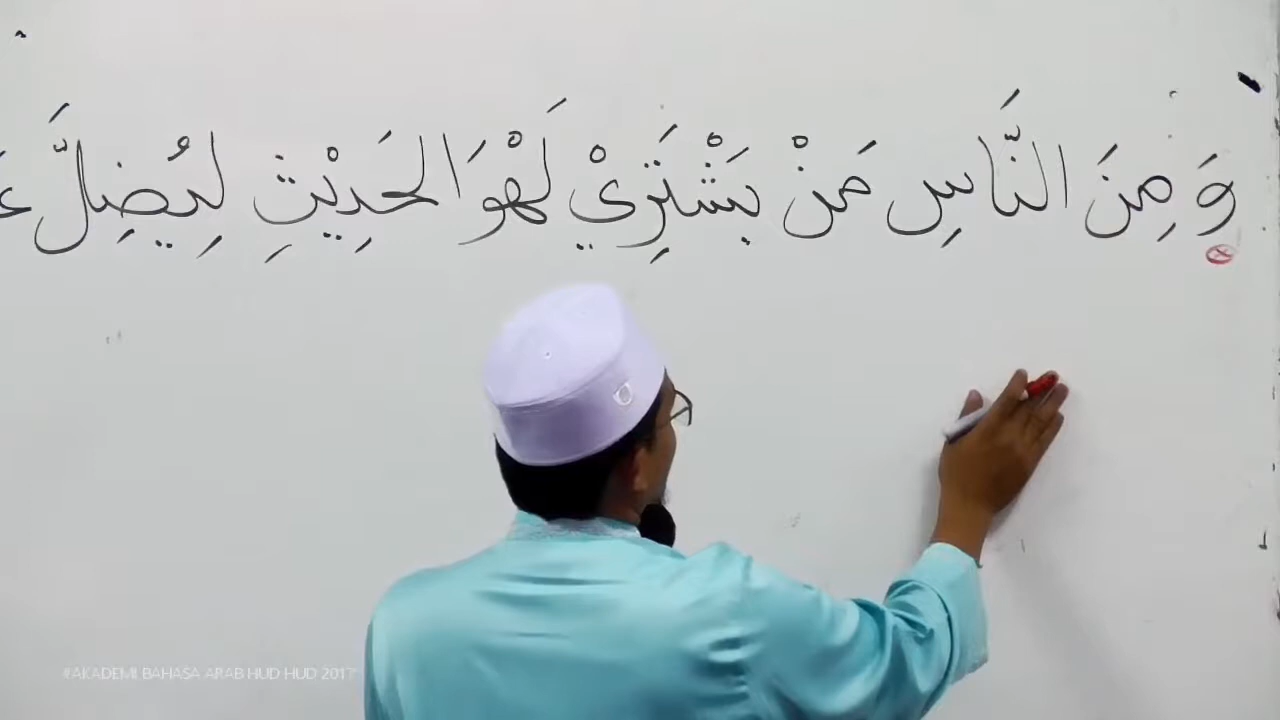 وَ مِنَ النَّاسِ مَنْ يَشْتَرِيْ لَهْوَ الحَدِيْثِ لِيُضِلَّ عَ
#AKADEMI BAHASA ARAB HUD HUD 2017